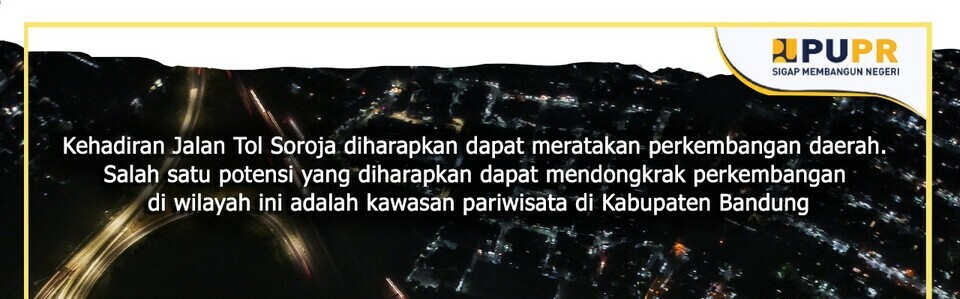 PUPR
SIGAP MEMBANGUN NEGERI
Kehadiran Jalan Tol Soroja diharapkan dapat meratakan perkembangan daerah.
Salah satu potensi yang diharapkan dapat mendongkrak perkembangan
di wilayah ini adalah kawasan pariwisata di Kabupaten Bandung